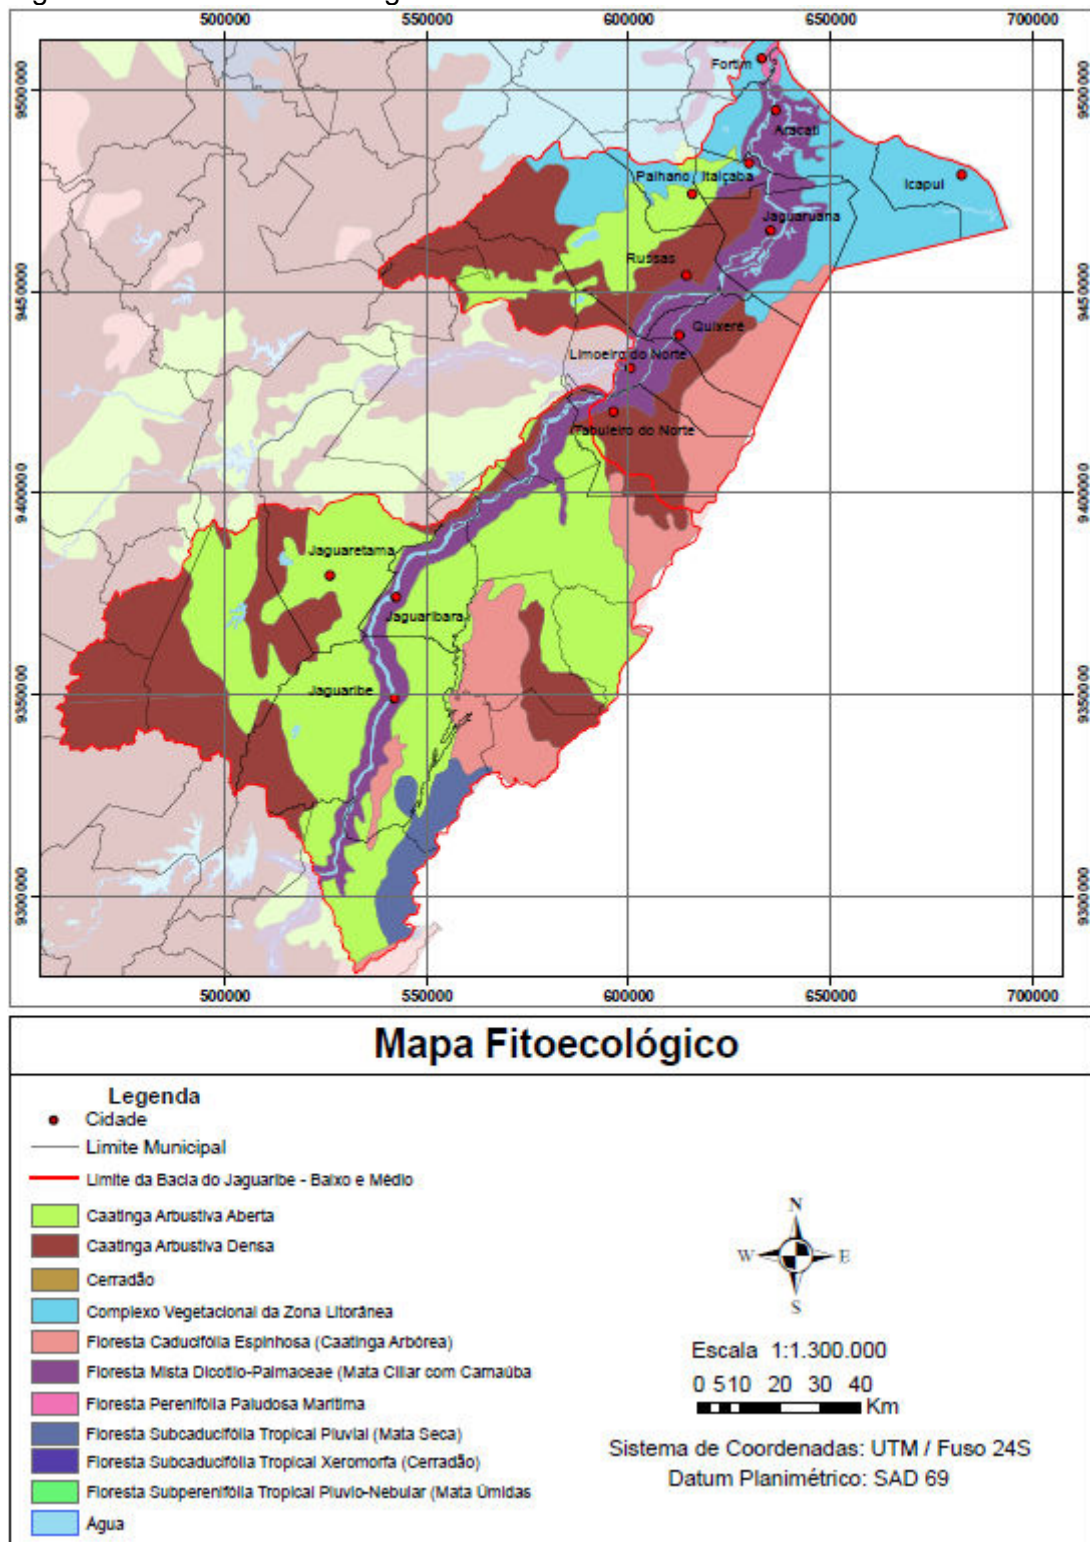 500000 550000 600000 650000 700000
9500000 9500000
Fortim
Aracati
Palhano Itaiçaba
Icapuí
Jaguaruana
Russas
9450000 9450000
Quixeré
Limoeiro do Norte
Tabuleiro do Norte
9400000 9400000
Jaguaretama
Jaguaribara
Jaguaribe
9350000 9350000
9300000 9300000
500000 550000 600000 650000 700000
Mapa Fitoecológico
Legenda
Cidade
Limite Municipal
Limite da Bacia do Jaguaribe - Baixo e Médio
Caatinga Arbustiva Aberta
Caatinga Arbustiva Densa
Cerradão
Complexo Vegetacional da Zona Litorânea
Floresta Caducifólia Espinhosa (Caatinga Arbórea)
Floresta Mista Dicotilo-Palmaceae (Mata Ciliar com Carnaúba
Floresta Perenifólia Paludosa Marítima
Floresta Subcaducifólia Tropical Pluvial (Mata Seca)
Floresta Subcaducifólia Tropical Xeromorfa (Cerradão)
Floresta Subperenifólia Tropical Pluvio-Nebular (Mata Úmidas
Água
N
W E
S
Escala 1:1.300.000
0 5 10 20 30 40
Km
Sistema de Coordenadas: UTM / Fuso 24S
Datum Planimétrico: SAD 69